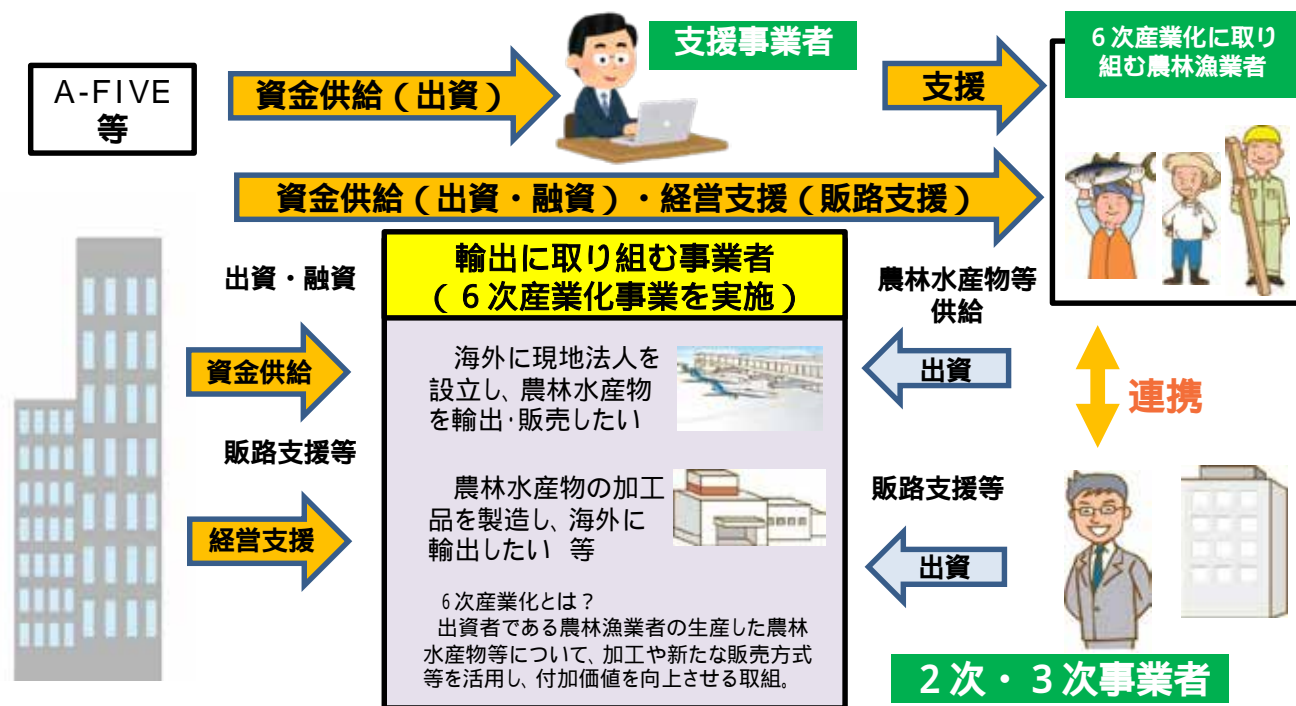 A-FIVE
等
資金供給（出資）
支援事業者
支援
６次産業化に取り
組む農林漁業者
資金供給（出資・融資）・経営支援（販路支援）
出資・融資
資金供給
販路支援等
経営支援
輸出に取り組む事業者
（６次産業化事業を実施）
海外に現地法人を
設立し、農林水産物
を輸出・販売したい
農林水産物の加工
品を製造し、海外に
輸出したい 等
6次産業化とは？
出資者である農林漁業者の生産した農林
水産物等について、加工や新たな販売方式
等を活用し、付加価値を向上させる取組。
農林水産物等
供給
出資
連携
販路支援等
出資
２次・３次事業者